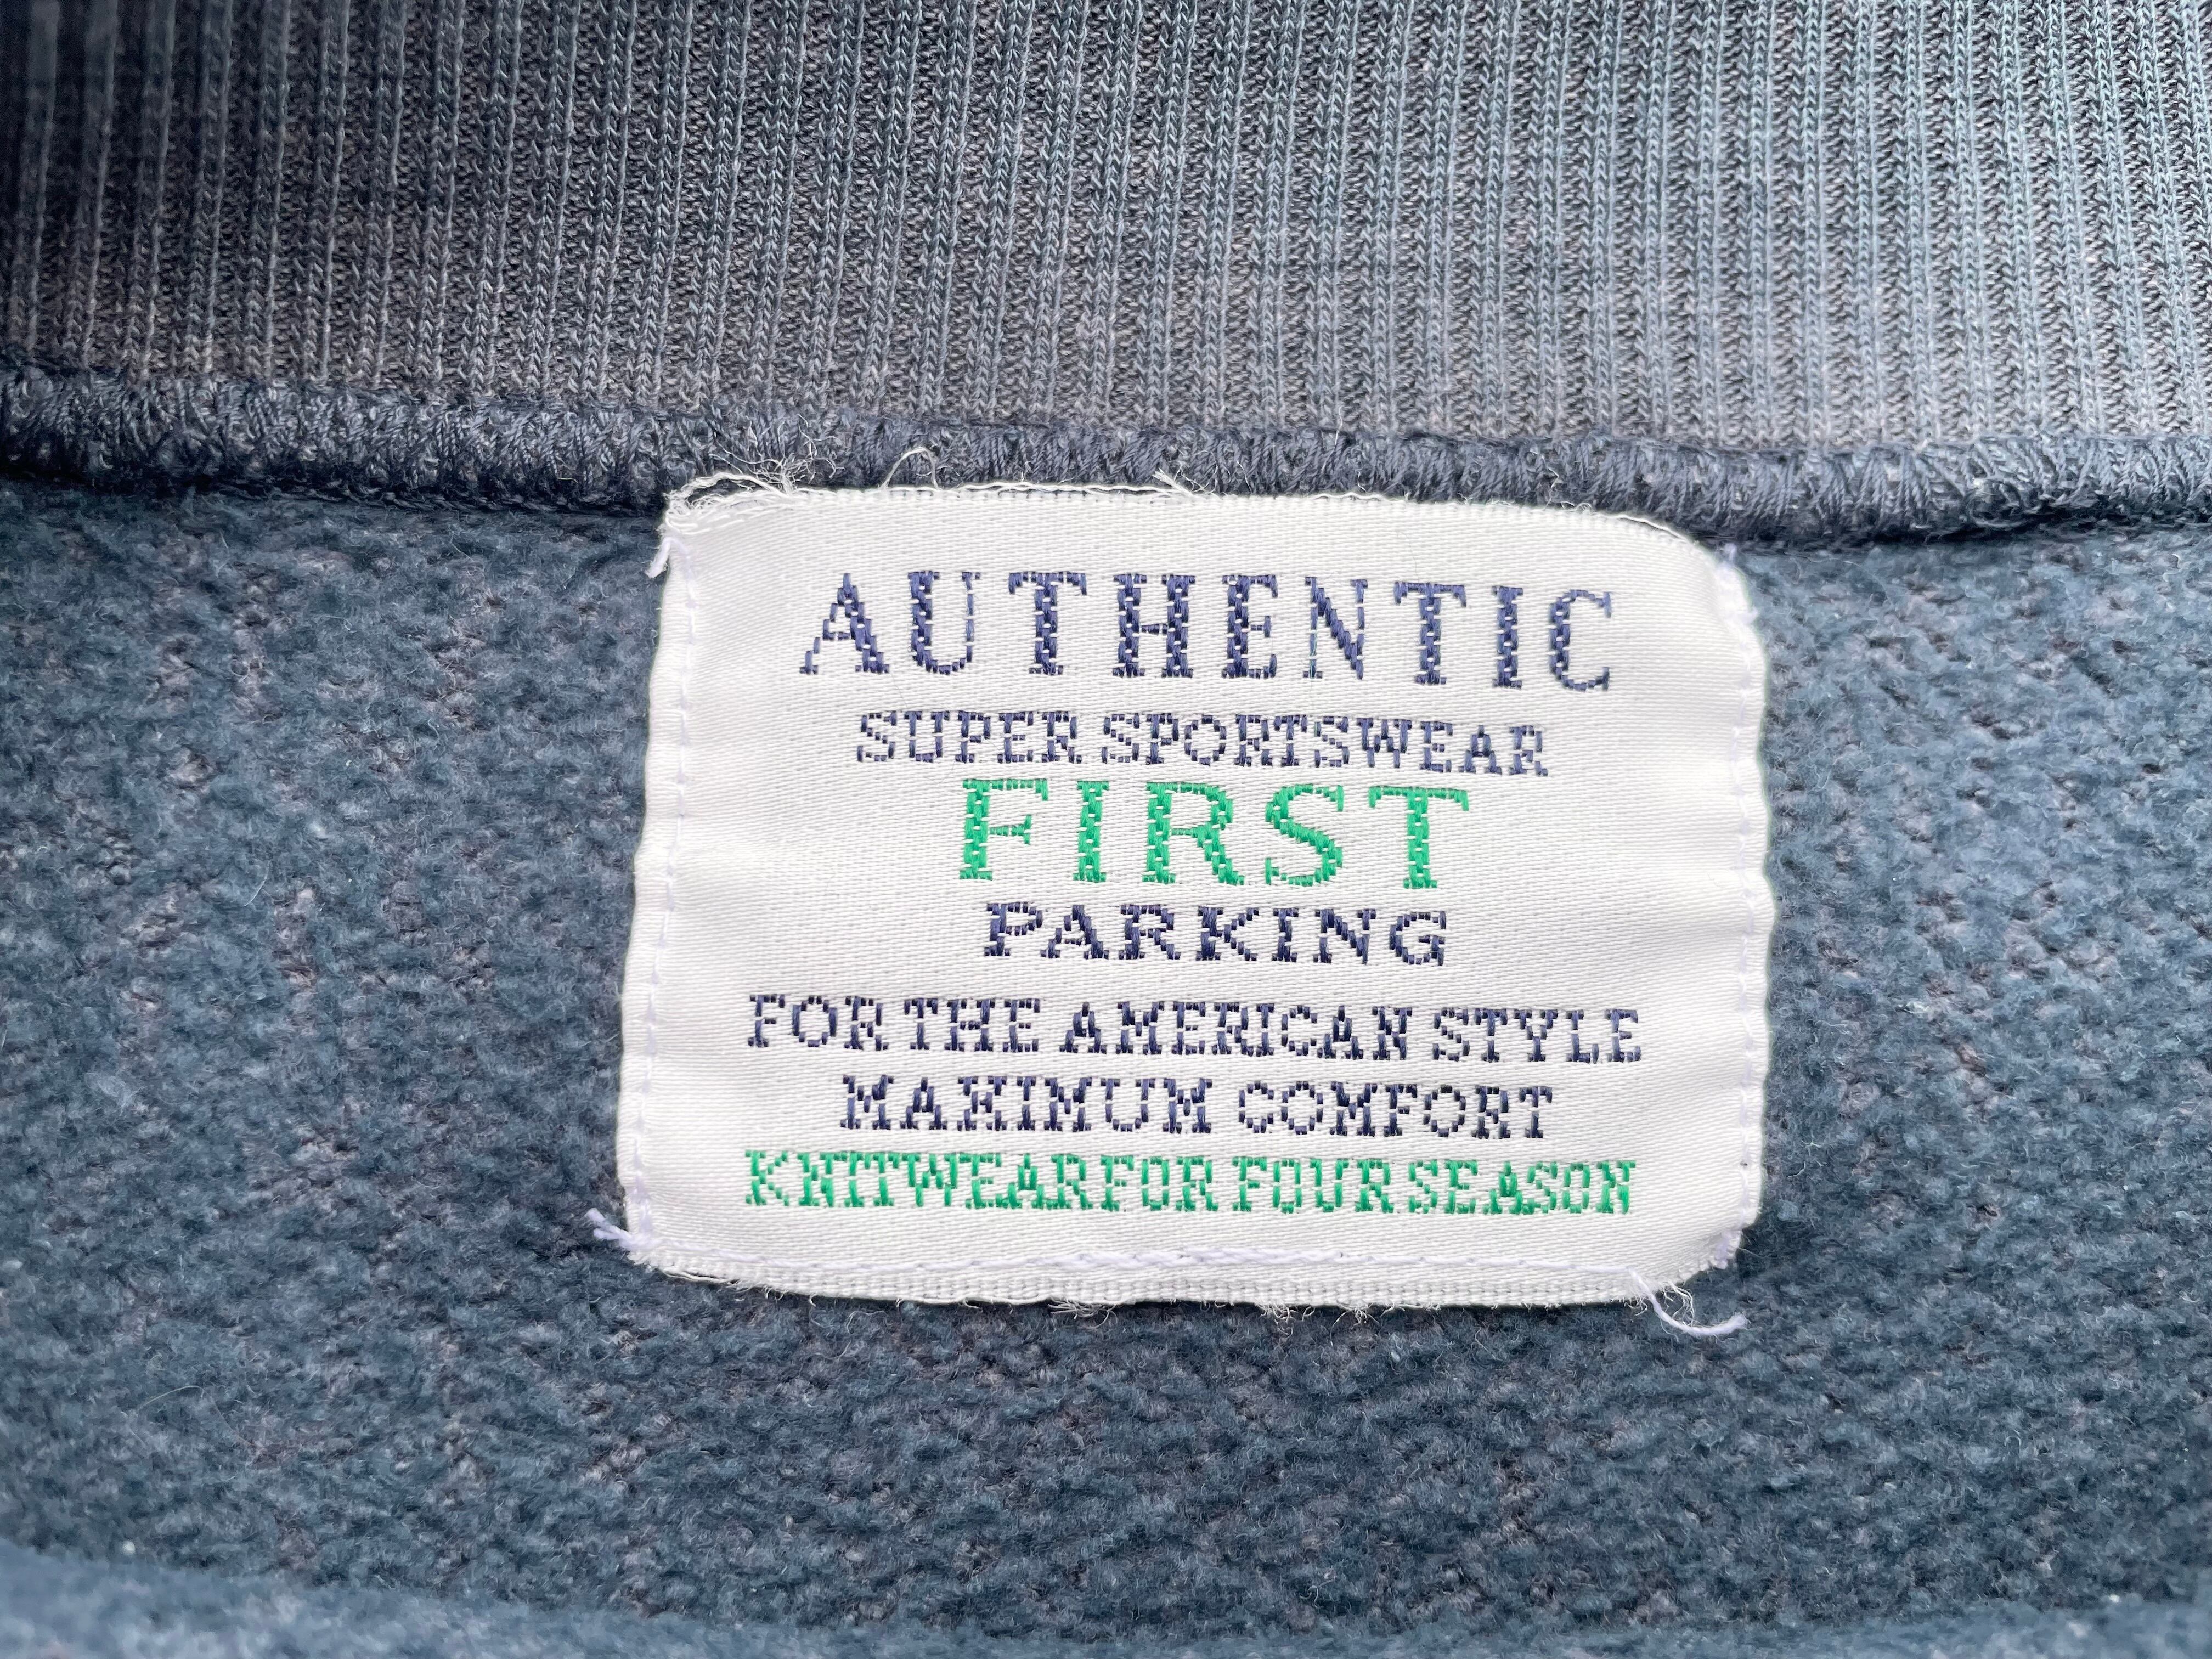 AUTHENTIC
SUPER SPORTSWEAR
FIRST
PARKING
FOR THE AMERICAN STYLE
MAXIMUM COMFORT
KNITWEAR FOR FOUR SEASON